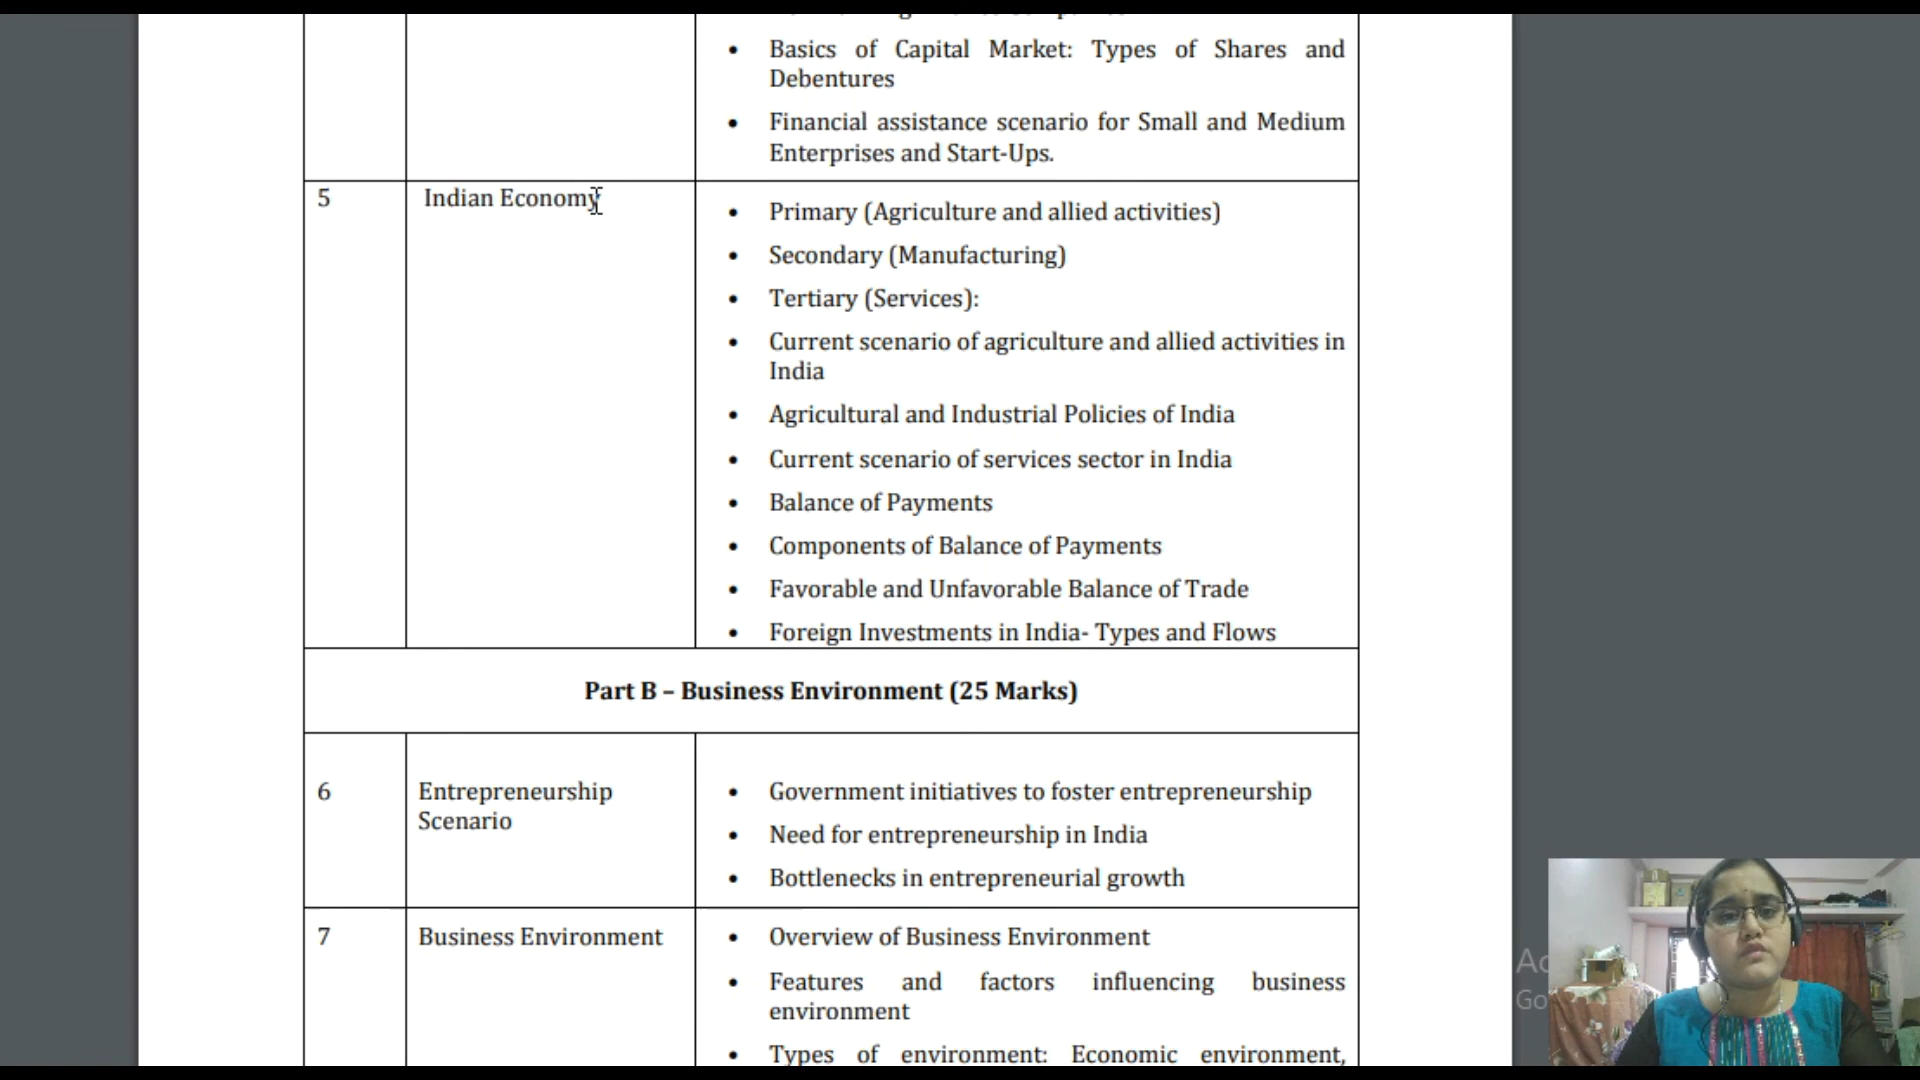 Basics of Capital Market: Types of Shares and
Debentures
Financial assistance scenario for Small and Medium
Enterprises and Start-Ups.
5
Indian Economy
Primary (Agriculture and allied activities)
Secondary (Manufacturing)
Tertiary (Services):
Current scenario of agriculture and allied activities in
India
Agricultural and Industrial Policies of India
Current scenario of services sector in India
Balance of Payments
Components of Balance of Payments
Favorable and Unfavorable Balance of Trade
Foreign Investments in India- Types and Flows
Part B – Business Environment (25 Marks)
6
Entrepreneurship
Scenario
Government initiatives to foster entrepreneurship
Need for entrepreneurship in India
Bottlenecks in entrepreneurial growth
7
Business Environment
Overview of Business Environment
Features and factors influencing business
environment
Types of environment: Economic environment,